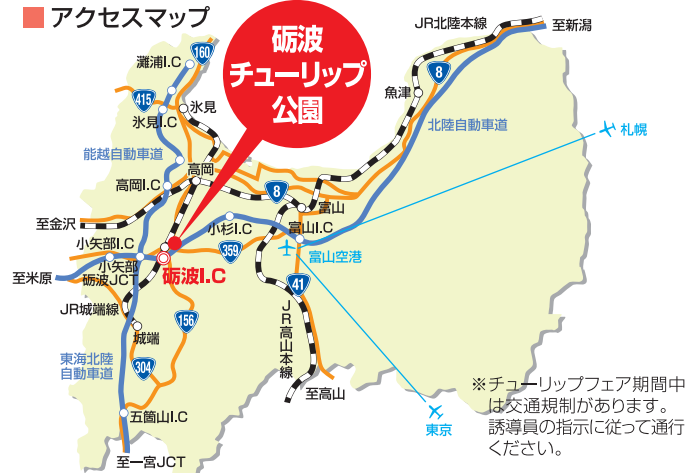 ■ アクセスマップ
砺波
チューリップ
公園
JR北陸本線
至新潟
160
灘浦I.C
8
415
魚津
氷見
氷見I.C
北陸自動車道
札幌
能越自動車道
高岡
高岡I.C
8
富山
至金沢
小杉I.C
富山I.C
小矢部I.C
359
富山空港
小矢部
砺波JCT
砺波I.C
至米原
41
JR城端線
156
JR高山本線
城端
東海北陸
自動車道
304
至高山
五箇山I.C
東京
至一宮JCT
※チューリップフェア期間中
は交通規制があります。
誘導員の指示に従って通行
ください。